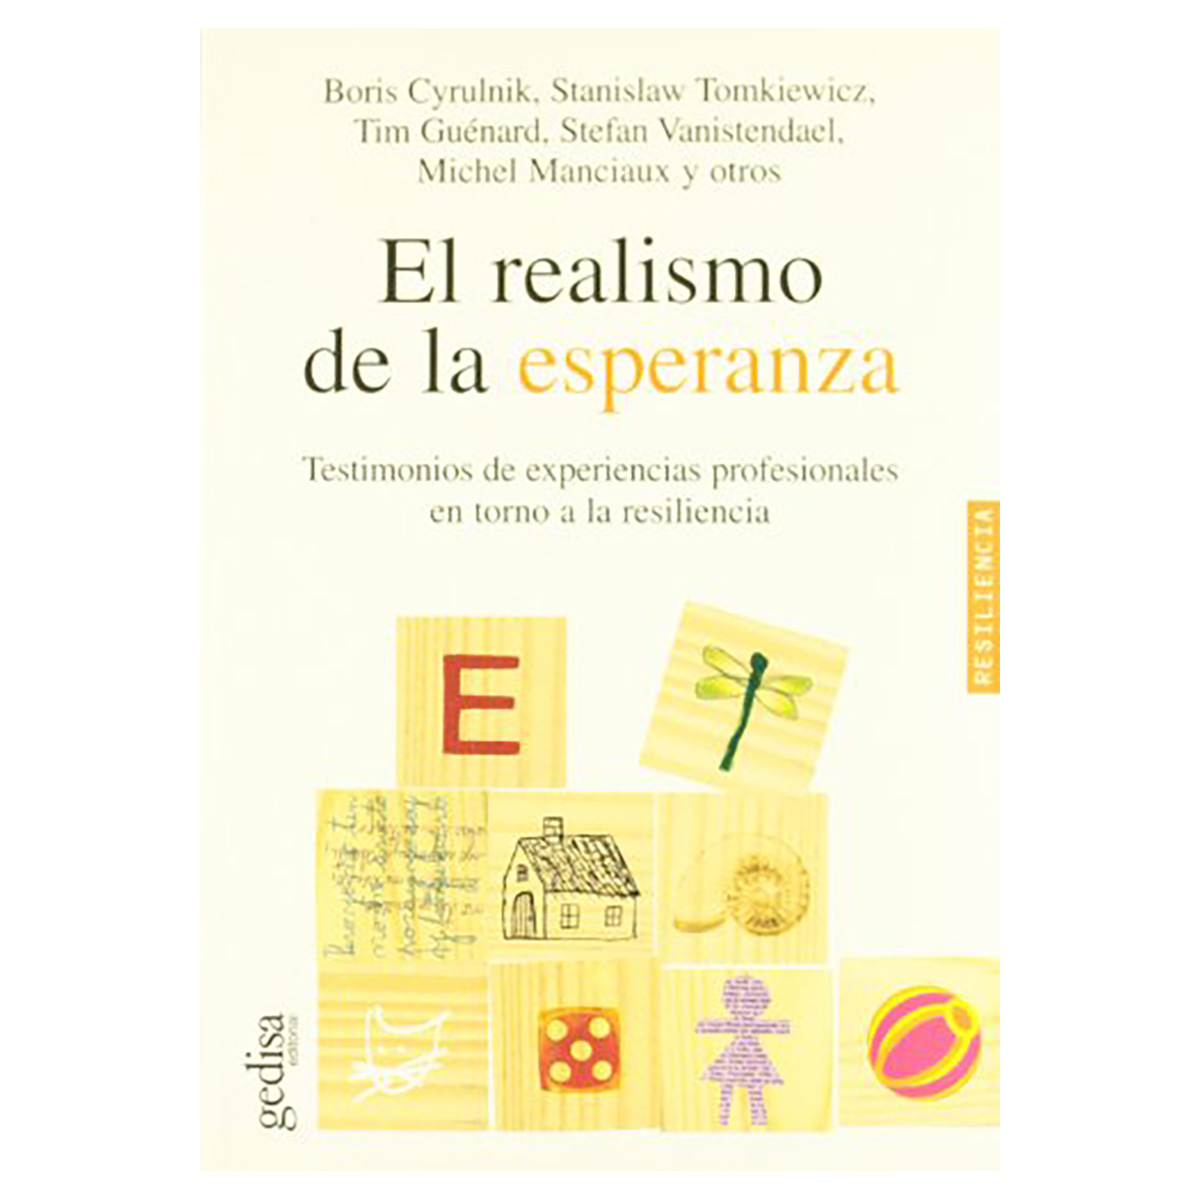 Boris Cyrulnik, Stanislaw Tomkiewicz,
Tim Guénard, Stefan Vanistendael,
Michel Manciaux y otros
El realismo
de la esperanza
Testimonios de experiencias profesionales
en torno a la resiliencia
RESILIENCIA
E
gedisa
editorial